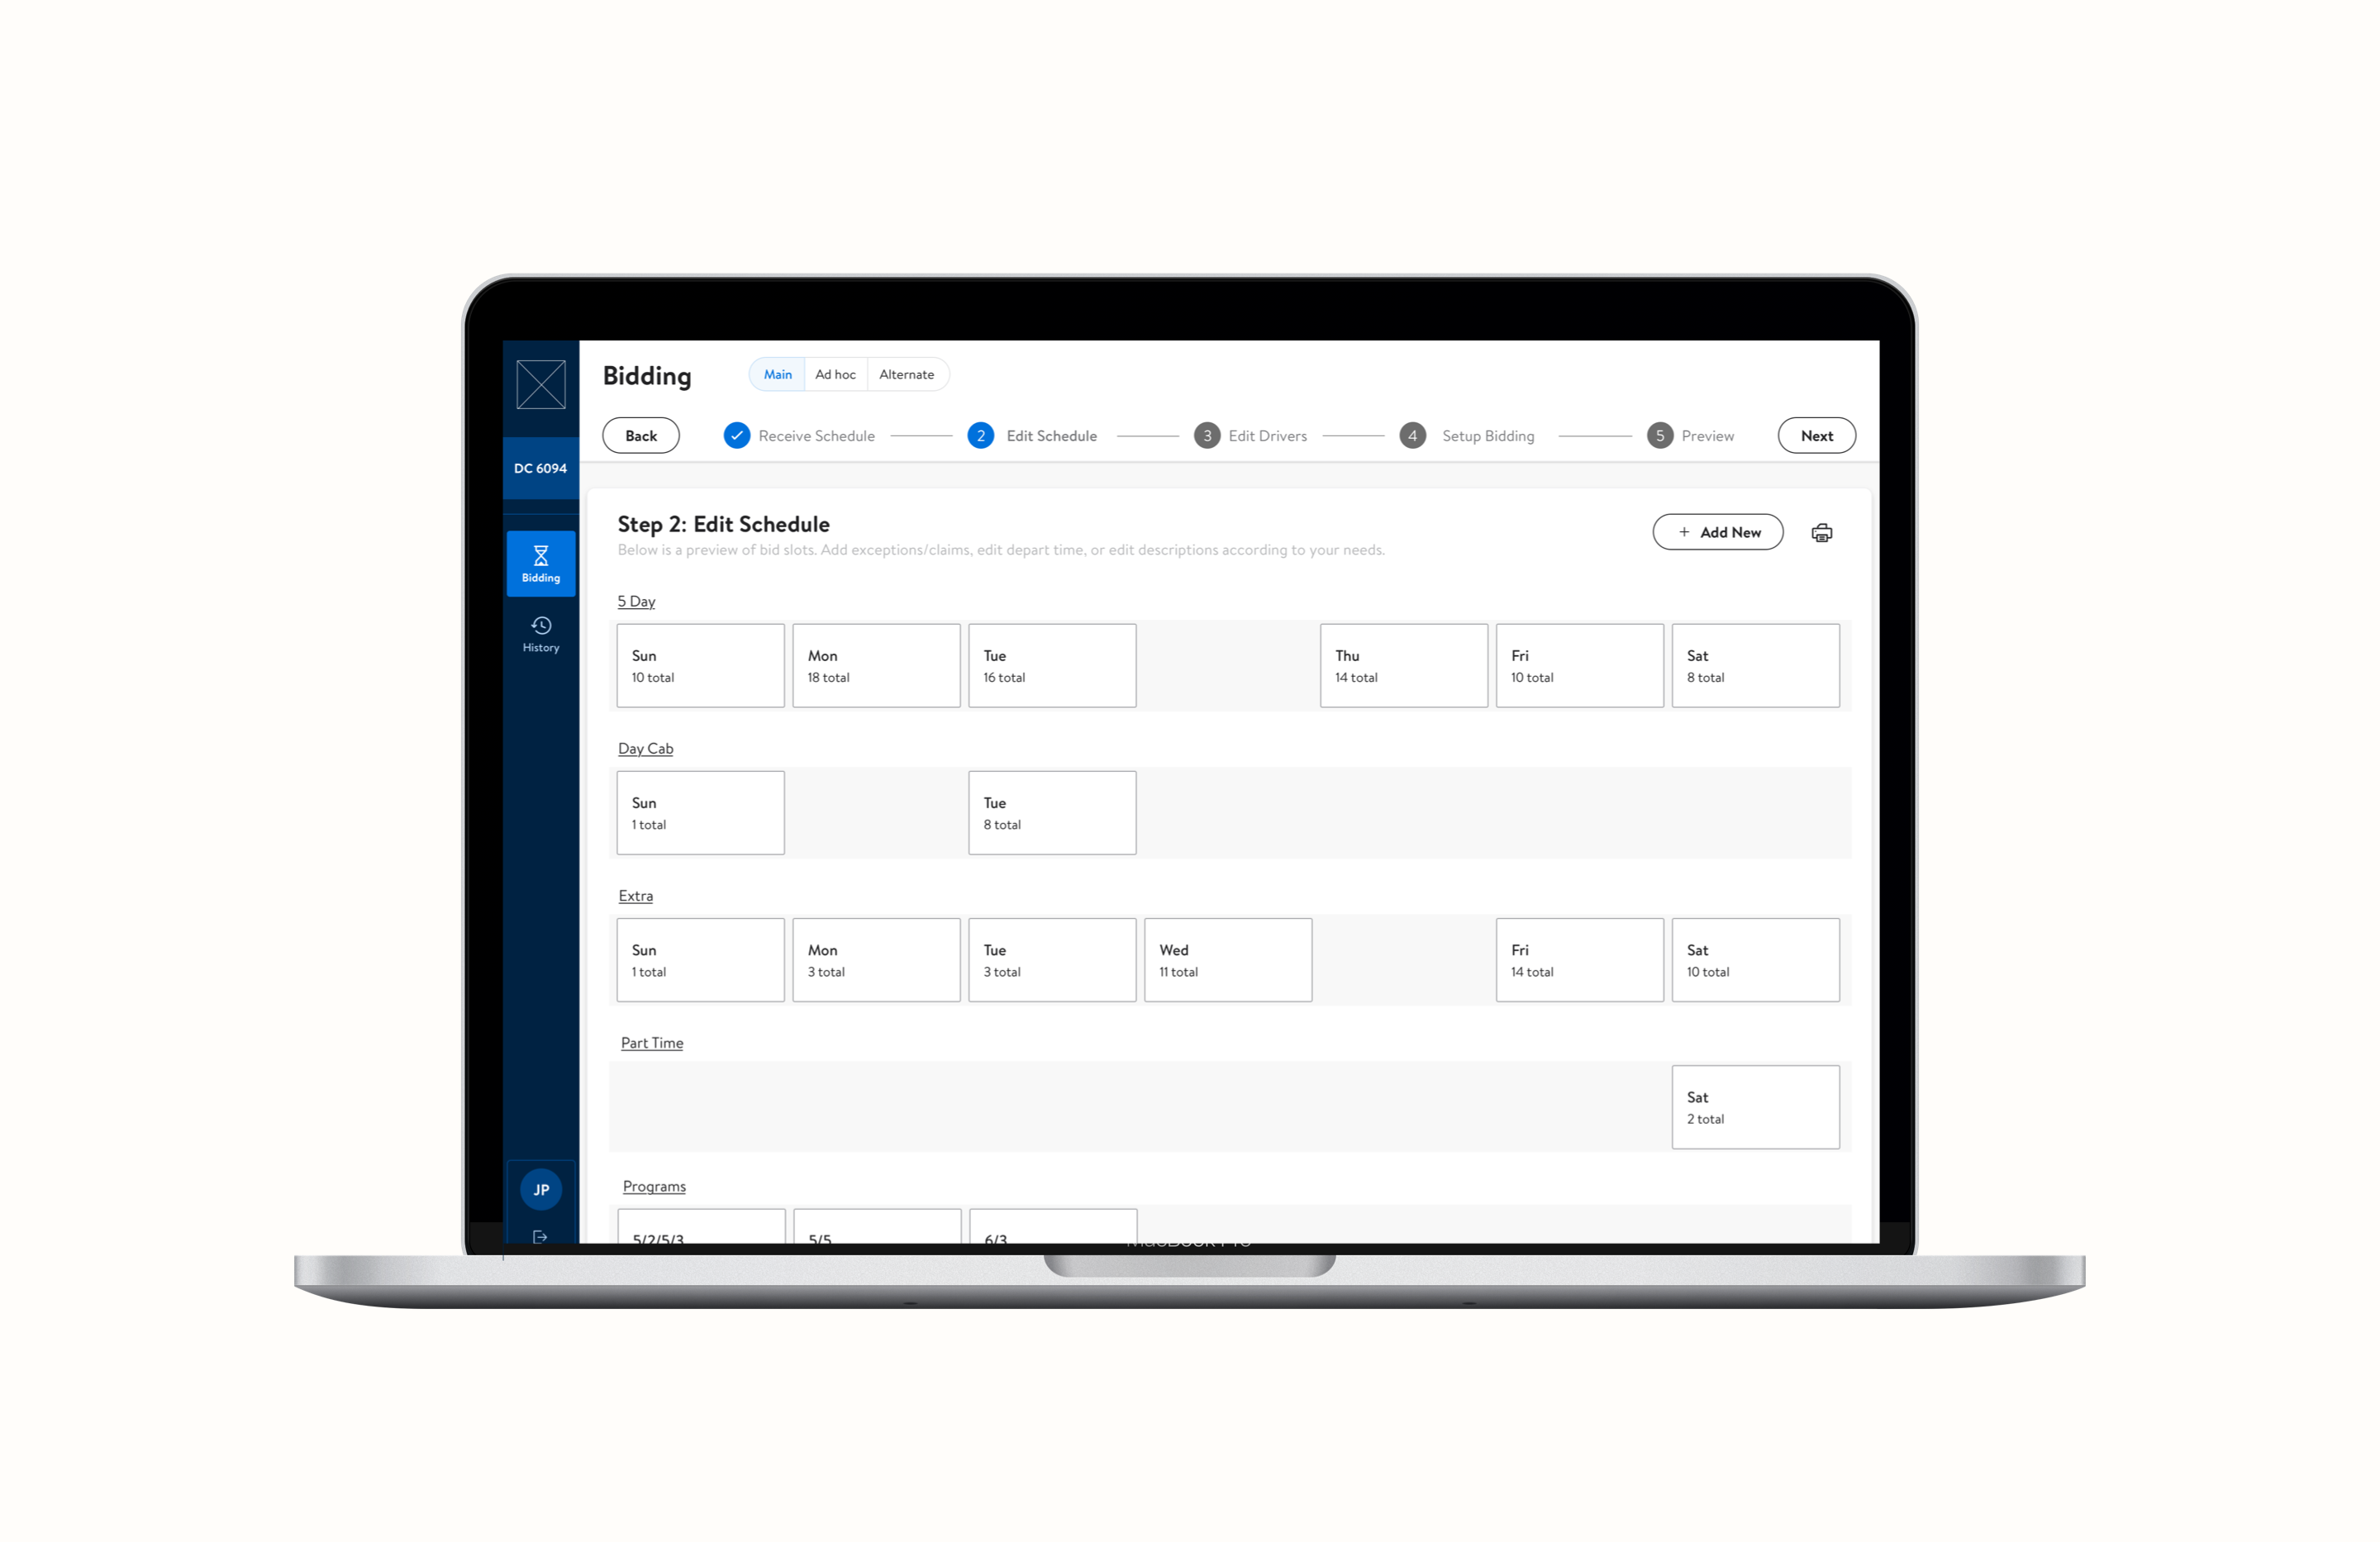 Bidding
Main
Ad hoc
Alternate
Back
Receive Schedule
2
Edit Schedule
3
Edit Drivers
4
Setup Bidding
5
Preview
Next
DC 6094
Bidding
History
JP
Step 2: Edit Schedule
Below is a preview of bid slots. Add exceptions/claims, edit depart time, or edit descriptions according to your needs.
+ Add New
5 Day
Sun
10 total
Mon
18 total
Tue
16 total
Thu
14 total
Fri
10 total
Sat
8 total
Day Cab
Sun
1 total
Tue
8 total
Extra
Sun
1 total
Mon
3 total
Tue
3 total
Wed
11 total
Fri
14 total
Sat
10 total
Part Time
Sat
2 total
Programs
5/2/5/3
5/5
6/3
MacBook Pro